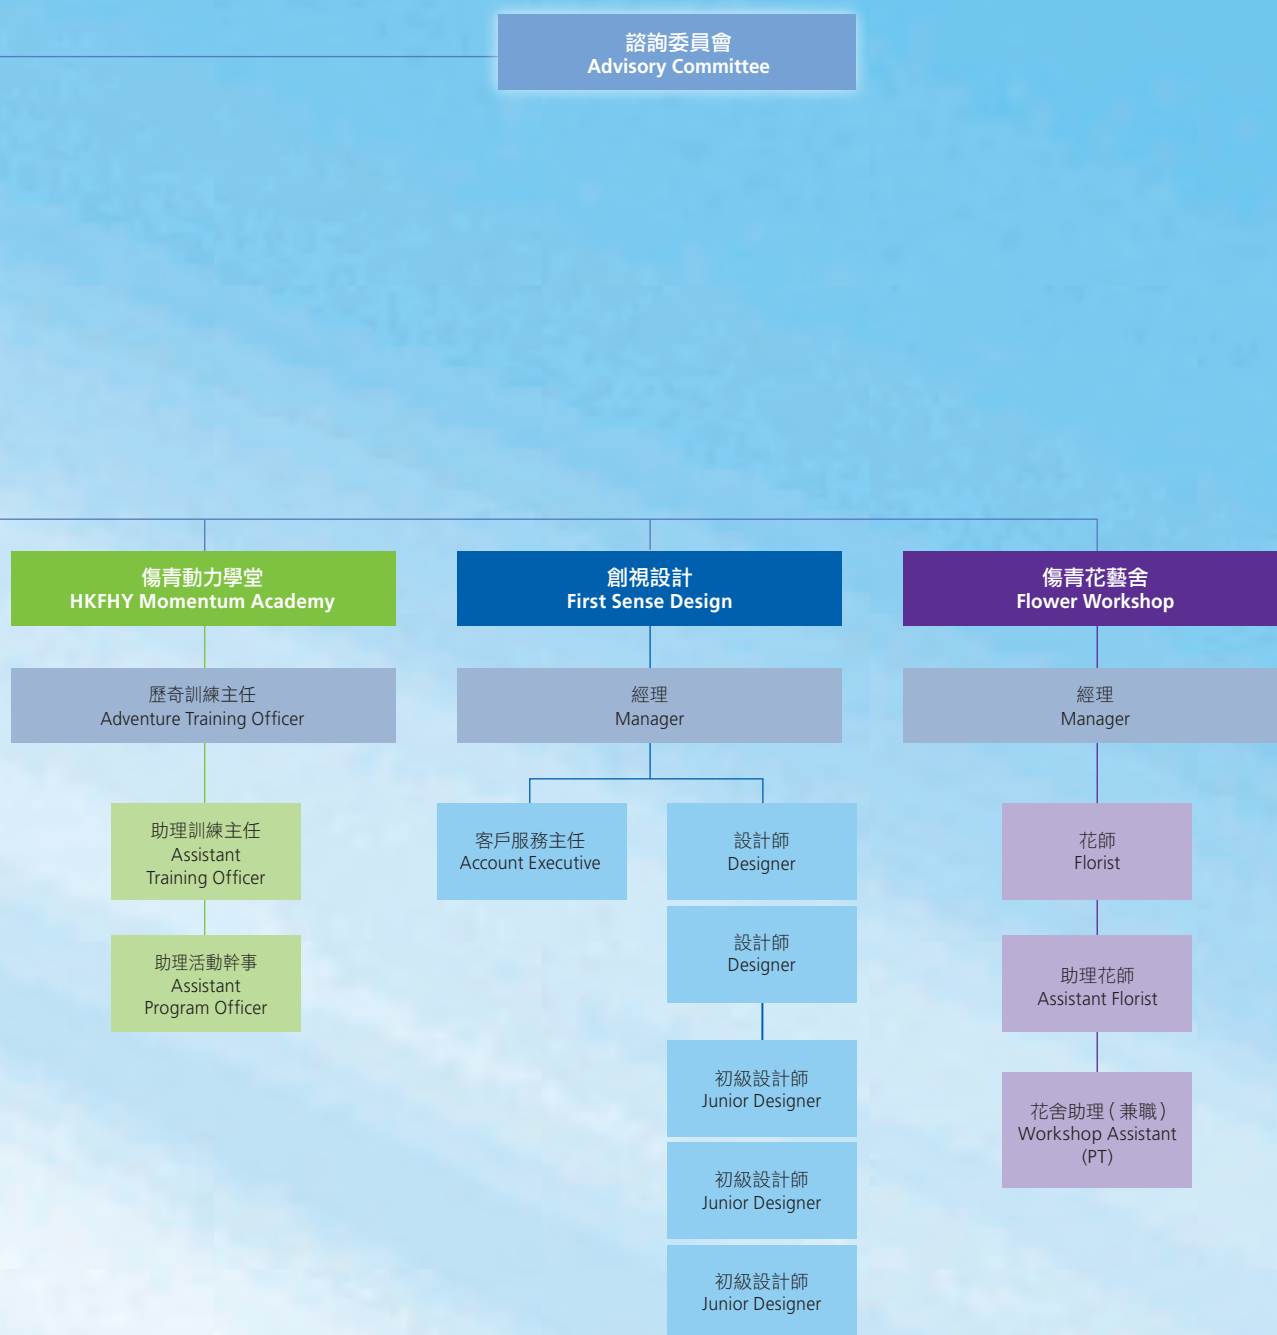 諮詢委員會
Advisory Committee
傷青動力學堂
HKFHY Momentum Academy
歷奇訓練主任
Adventure Training Officer
助理訓練主任
Assistant
Training Officer
助理活動幹事
Assistant
Program Officer
創視設計
First Sense Design
經理
Manager
客戶服務主任
Account Executive
設計師
Designer
設計師
Designer
初級設計師
Junior Designer
初級設計師
Junior Designer
初級設計師
Junior Designer
傷青花藝舍
Flower Workshop
經理
Manager
花師
Florist
助理花師
Assistant Florist
花舍助理 ( 兼職 )
Workshop Assistant
(PT)